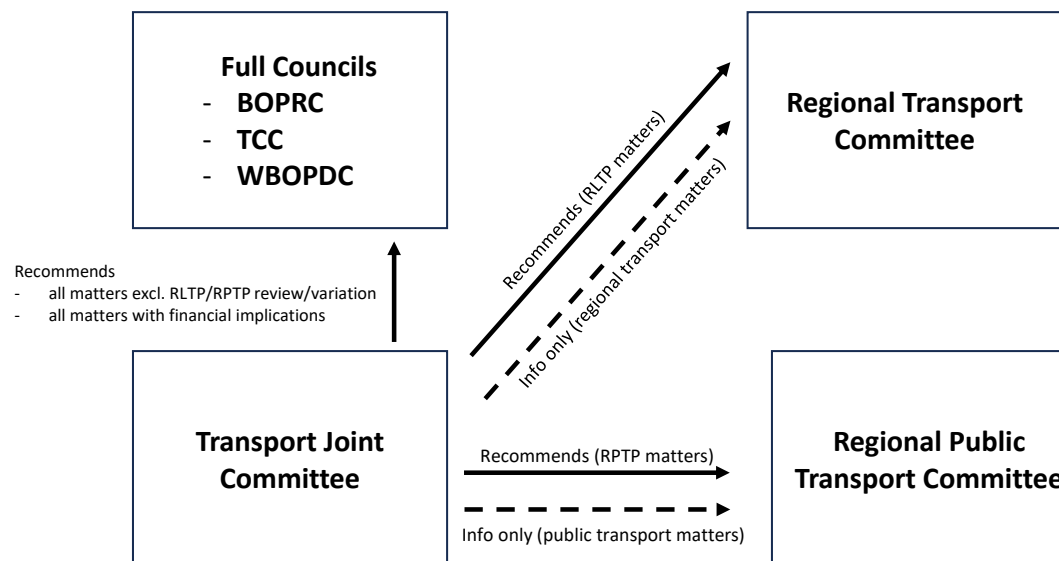 Full Councils
- BOPRC
- TCC
- WBOPDC
Regional Transport
Committee
Recommends (RLTP matters)
Info only (regional transport matters)
Recommends
- all matters excl. RLTP/RPTP review/variation
- all matters with financial implications
Transport Joint
Committee
Recommends (RPTP matters)
Info only (public transport matters)
Regional Public
Transport Committee